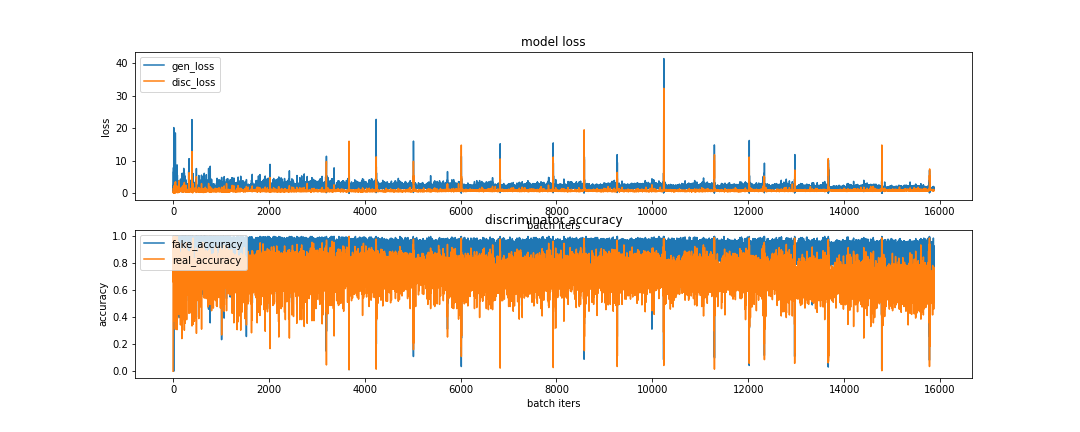 model loss
gen_loss
disc_loss
loss
40
30
20
10
0
0 2000 4000 6000 8000 10000 12000 14000 16000
batch iters
discriminator accuracy
fake_accuracy
real_accuracy
accuracy
1.0
0.8
0.6
0.4
0.2
0.0
0 2000 4000 6000 8000 10000 12000 14000 16000
batch iters